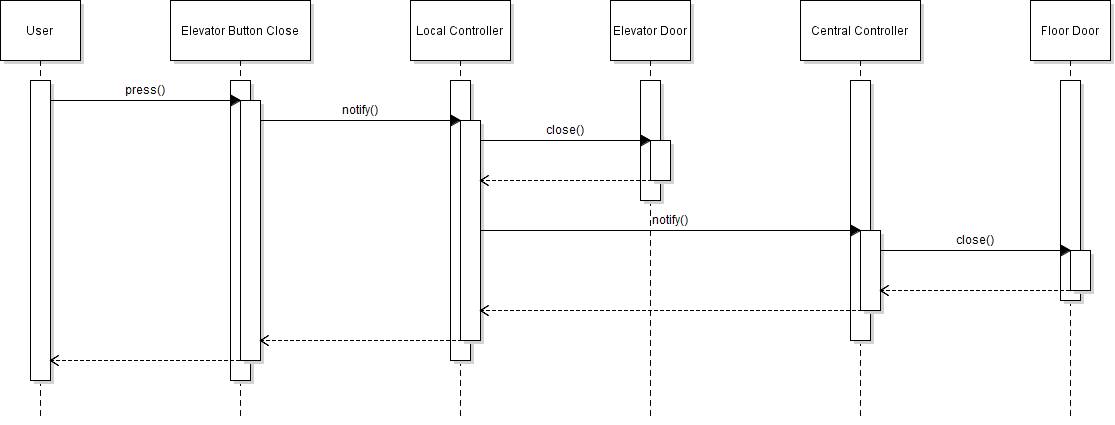 User
Elevator Button Close
Local Controller
Elevator Door
Central Controller
Floor Door
press()
notify()
close()
notify()
close()